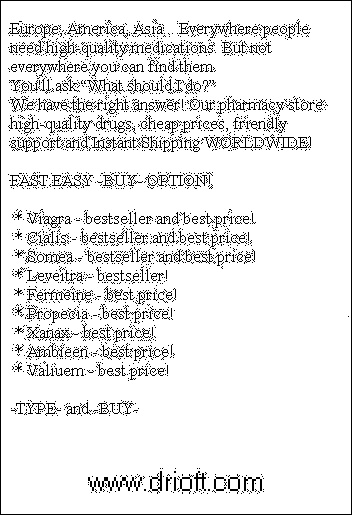 Europe, America, Asia... Everywhere people
need high-quality medications. But not
everywhere you can find them.
You'll ask: "What should I do?"
We have the right answer! Our pharmacy store:
high-quality drugs, cheap prices, friendly
support and Instant Shipping WORLDWIDE!
FAST EASY -BUY- OPTION!
* Viagra - bestseller and best price!
* Cialis - bestseller and best price!
* Somea - bestseller and best price!
* Leveitra - bestseller!
* Fermeine - best price!
* Propecia - best price!
* Xanax - best price!
* Ambieen - best price!
* Valiuem - best price!
-TYPE- and -BUY-
www.drioft.com